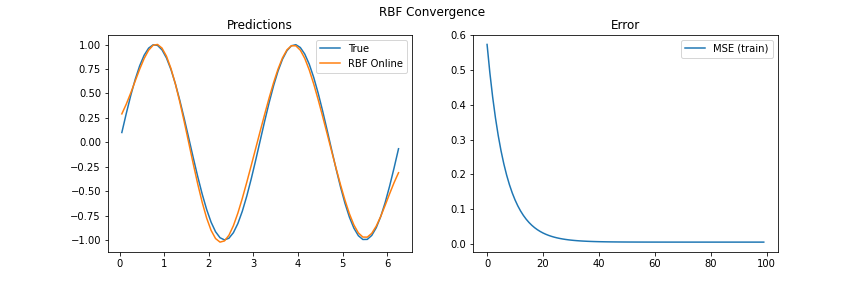 RBF Convergence
Predictions
True
RBF Online
1.00
0.75
0.50
0.25
0.00
−0.25
−0.50
−0.75
−1.00
0 1 2 3 4 5 6
Error
MSE (train)
0.6
0.5
0.4
0.3
0.2
0.1
0.0
0 20 40 60 80 100